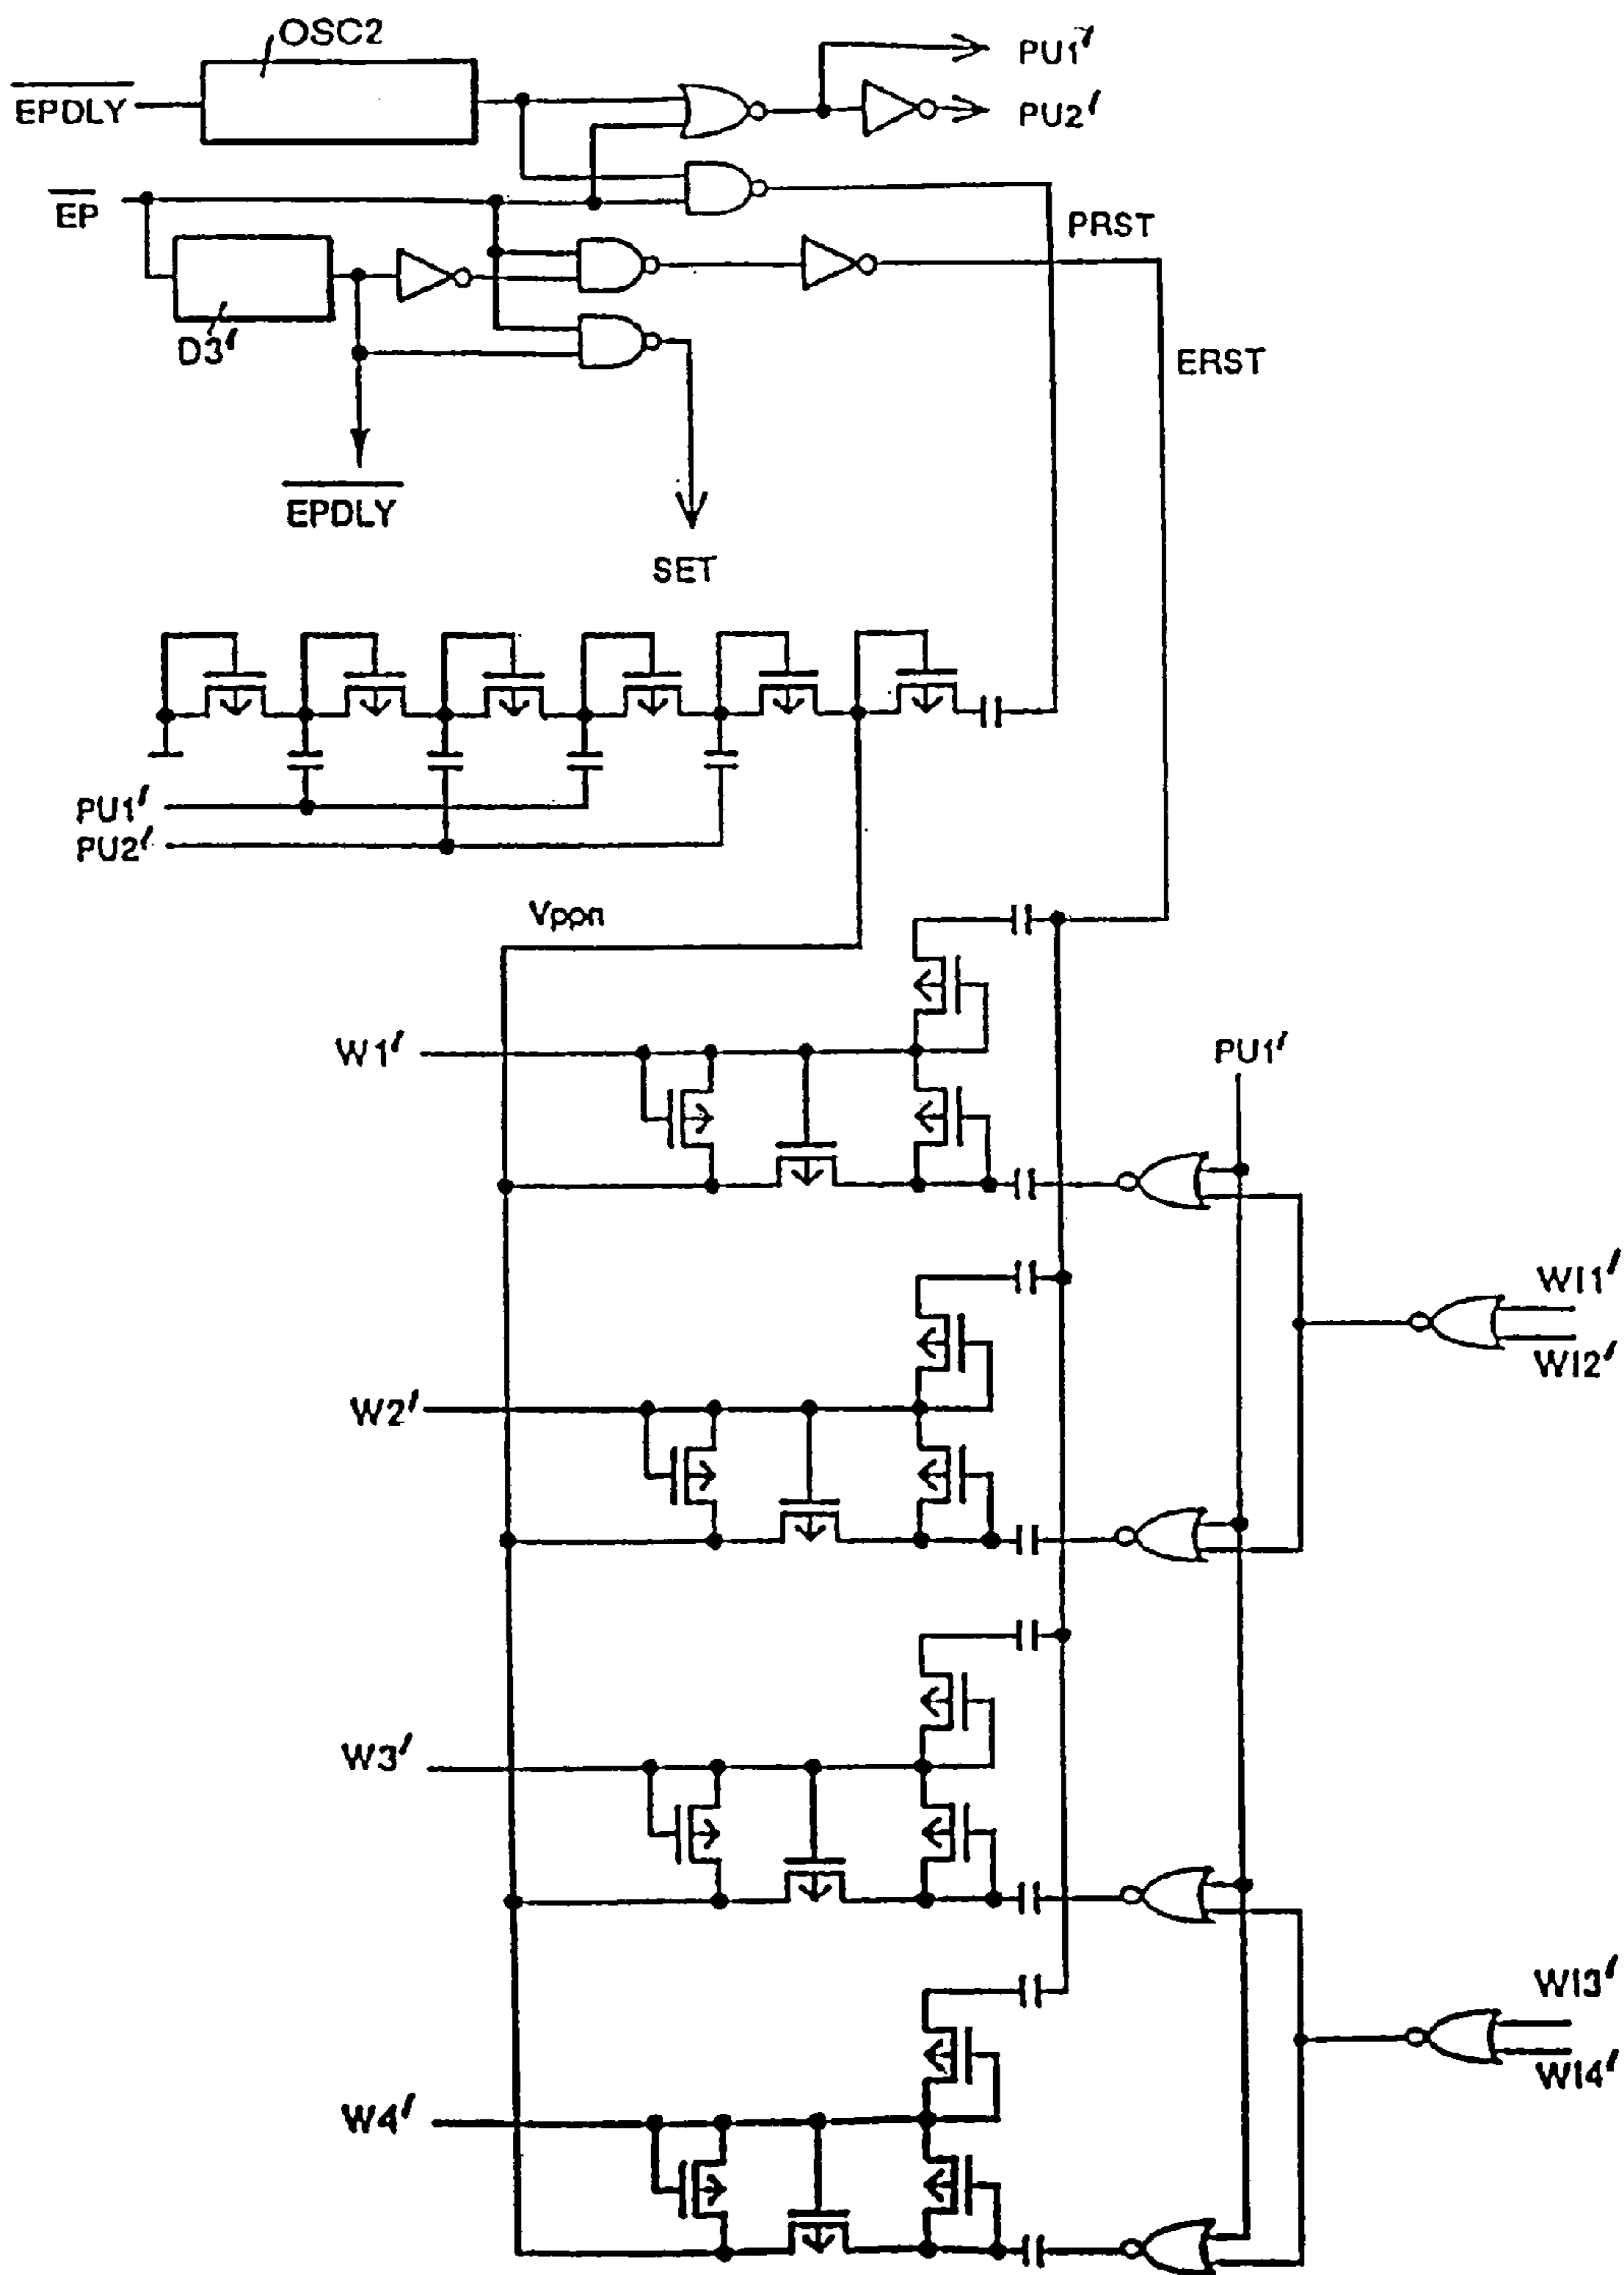 OSC2
PU1′
EPDLY
PU2′
EP
PRST
D3′
ERST
EPDLY
SET
PU1′
PU2′
Vppn
W1′
PU1′
WI1′
WI2′
W2′
W3′
WI3′
WI4′
W4′